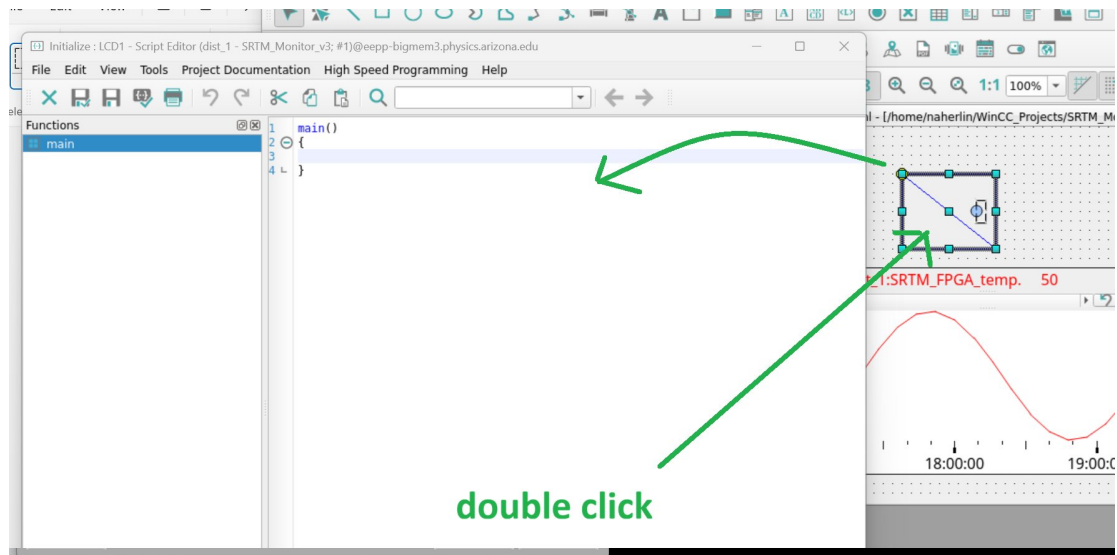 Initialize : LCD1 - Script Editor (dist_1 - SRTM_Monitor_v3; #1)@eepp-bigmem3.physics.arizona.edu
File Edit View Tools Project Documentation High Speed Programming Help
1:1 100%
Functions
main
1 main()
2 {
3
4 }
- [/home/naherlin/WinCC_Projects/SRTM_M
_1:SRTM_FPGA_temp. 50
18:00:00 19:00:0
double click